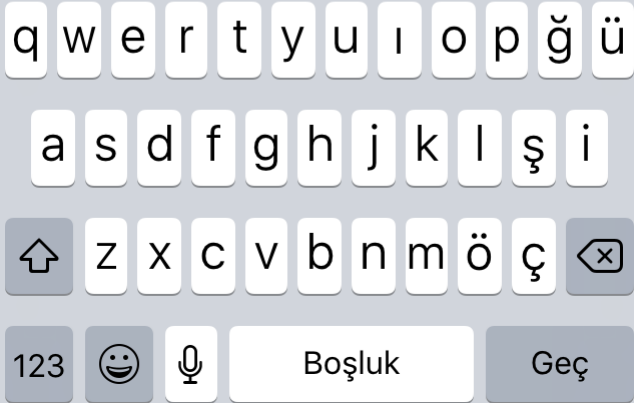 q w e r t y u ı o p ğ ü
a s d f g h j k l ş i
z x c v b n m ö ç
123 Boşluk Geç